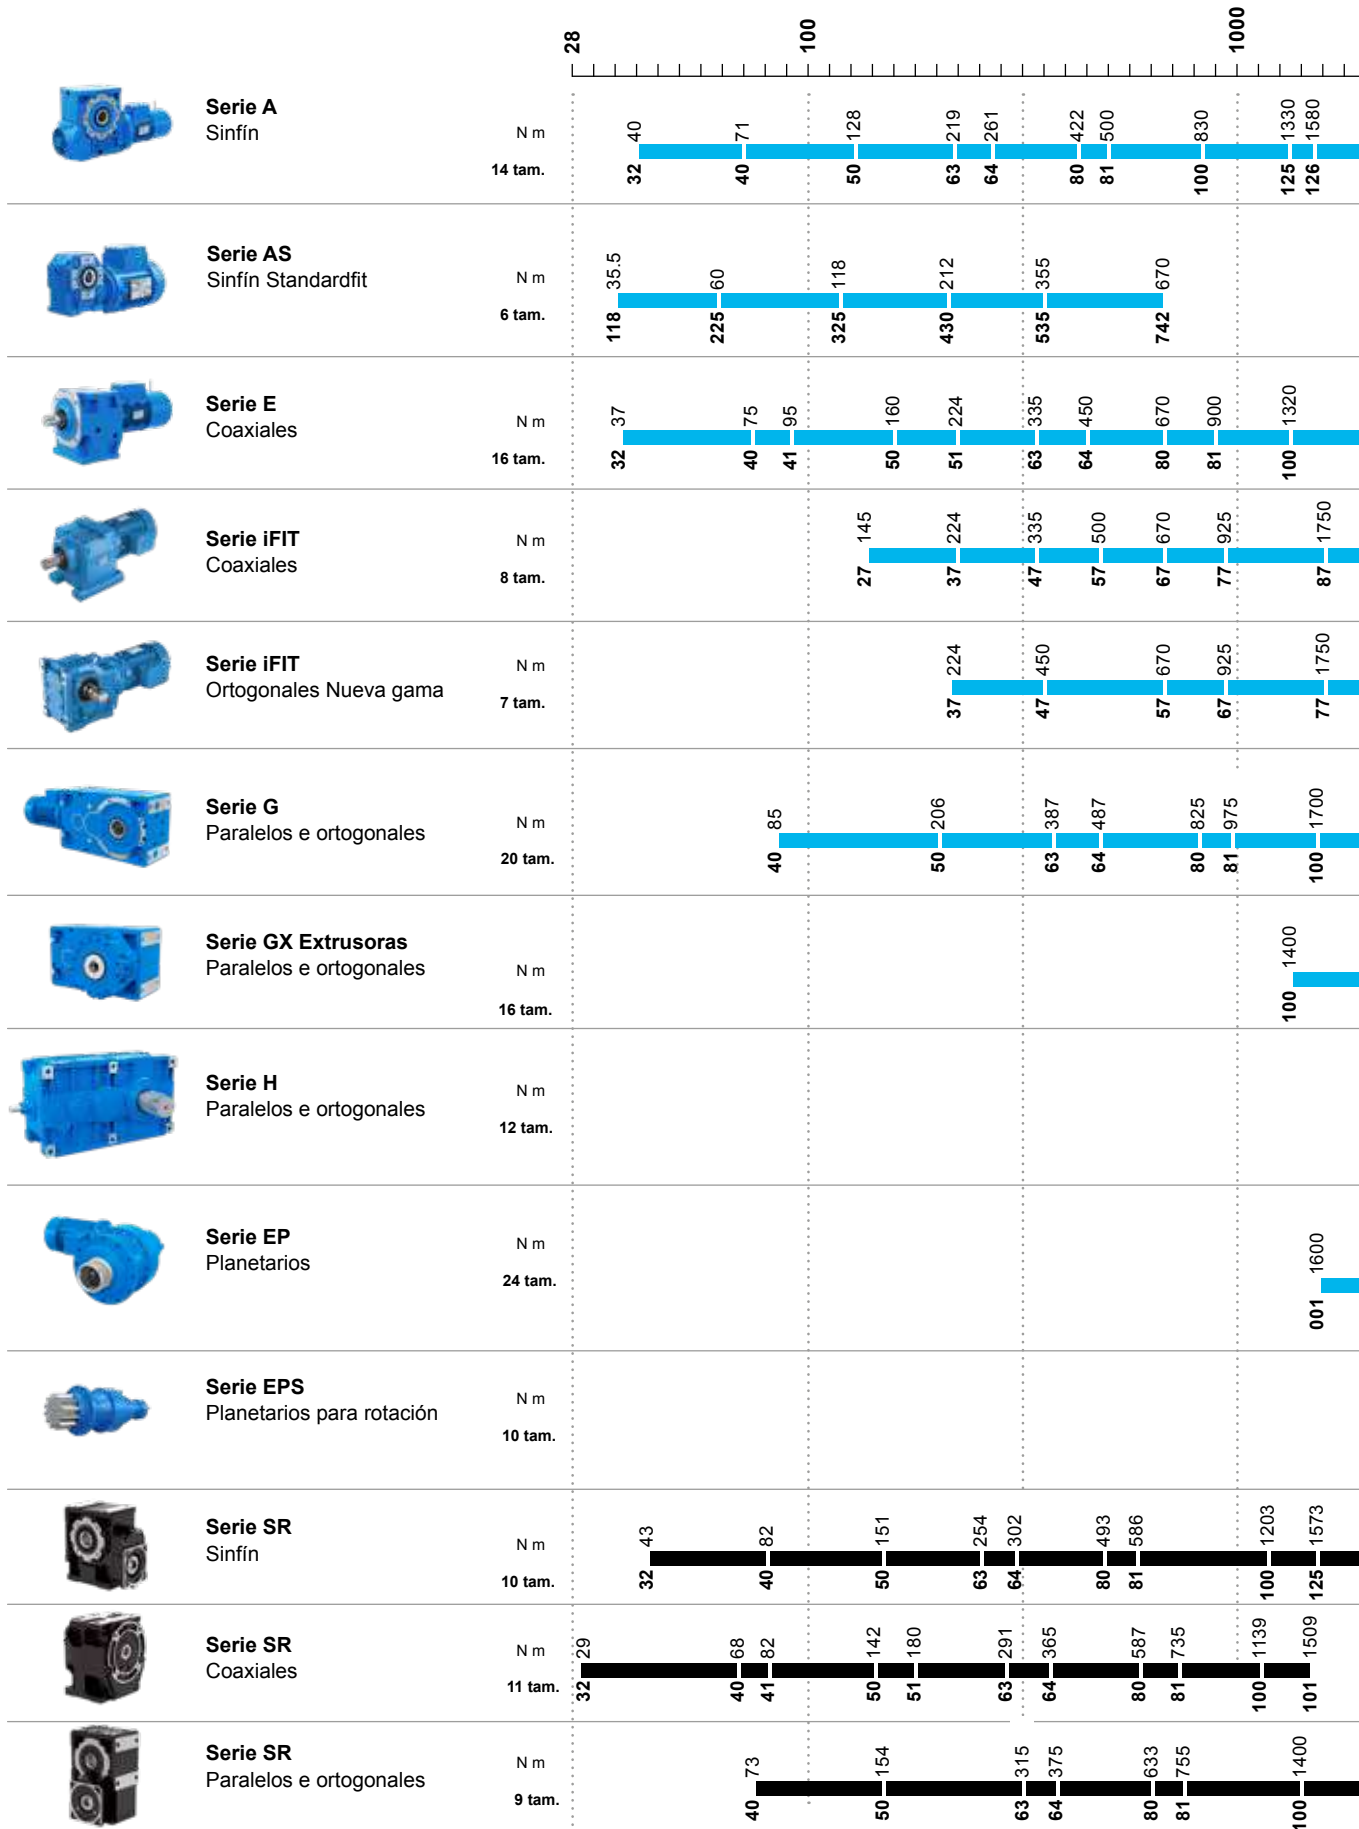 28 100 1000
Serie A
Sinfín
N m
14 tam.
40 71 128 219 261 422 500 830 1330 1580
32 40 50 63 64 80 81 100 125 126
Serie AS
Sinfín Standardfit
N m
6 tam.
35.5 60 118 212 355 670
118 225 325 430 535 742
Serie E
Coaxiales
N m
16 tam.
37 75 95 160 224 335 450 670 900 1320
32 40 41 50 51 63 64 80 81 100
Serie iFIT
Coaxiales
N m
8 tam.
145 224 335 500 670 925 1750
27 37 47 57 67 77 87
Serie iFIT
Ortogonales Nueva gama
N m
7 tam.
224 450 670 925 1750
37 47 57 67 77
Serie G
Paralelos e ortogonales
N m
20 tam.
85 206 387 487 825 975 1700
40 50 63 64 80 81 100
Serie GX Extrusoras
Paralelos e ortogonales
N m
16 tam.
1400
100
Serie H
Paralelos e ortogonales
N m
12 tam.
Serie EP
Planetarios
N m
24 tam.
1600
001
Serie EPS
Planetarios para rotación
N m
10 tam.
Serie SR
Sinfín
N m
10 tam.
43 82 151 254 302 493 586 1203 1573
32 40 50 63 64 80 81 100 125
Serie SR
Coaxiales
N m
11 tam.
29 68 82 142 180 291 365 587 735 1139 1509
32 40 41 50 51 63 64 80 81 100 101
Serie SR
Paralelos e ortogonales
N m
9 tam.
73 154 315 375 633 755 1400
40 50 63 64 80 81 100